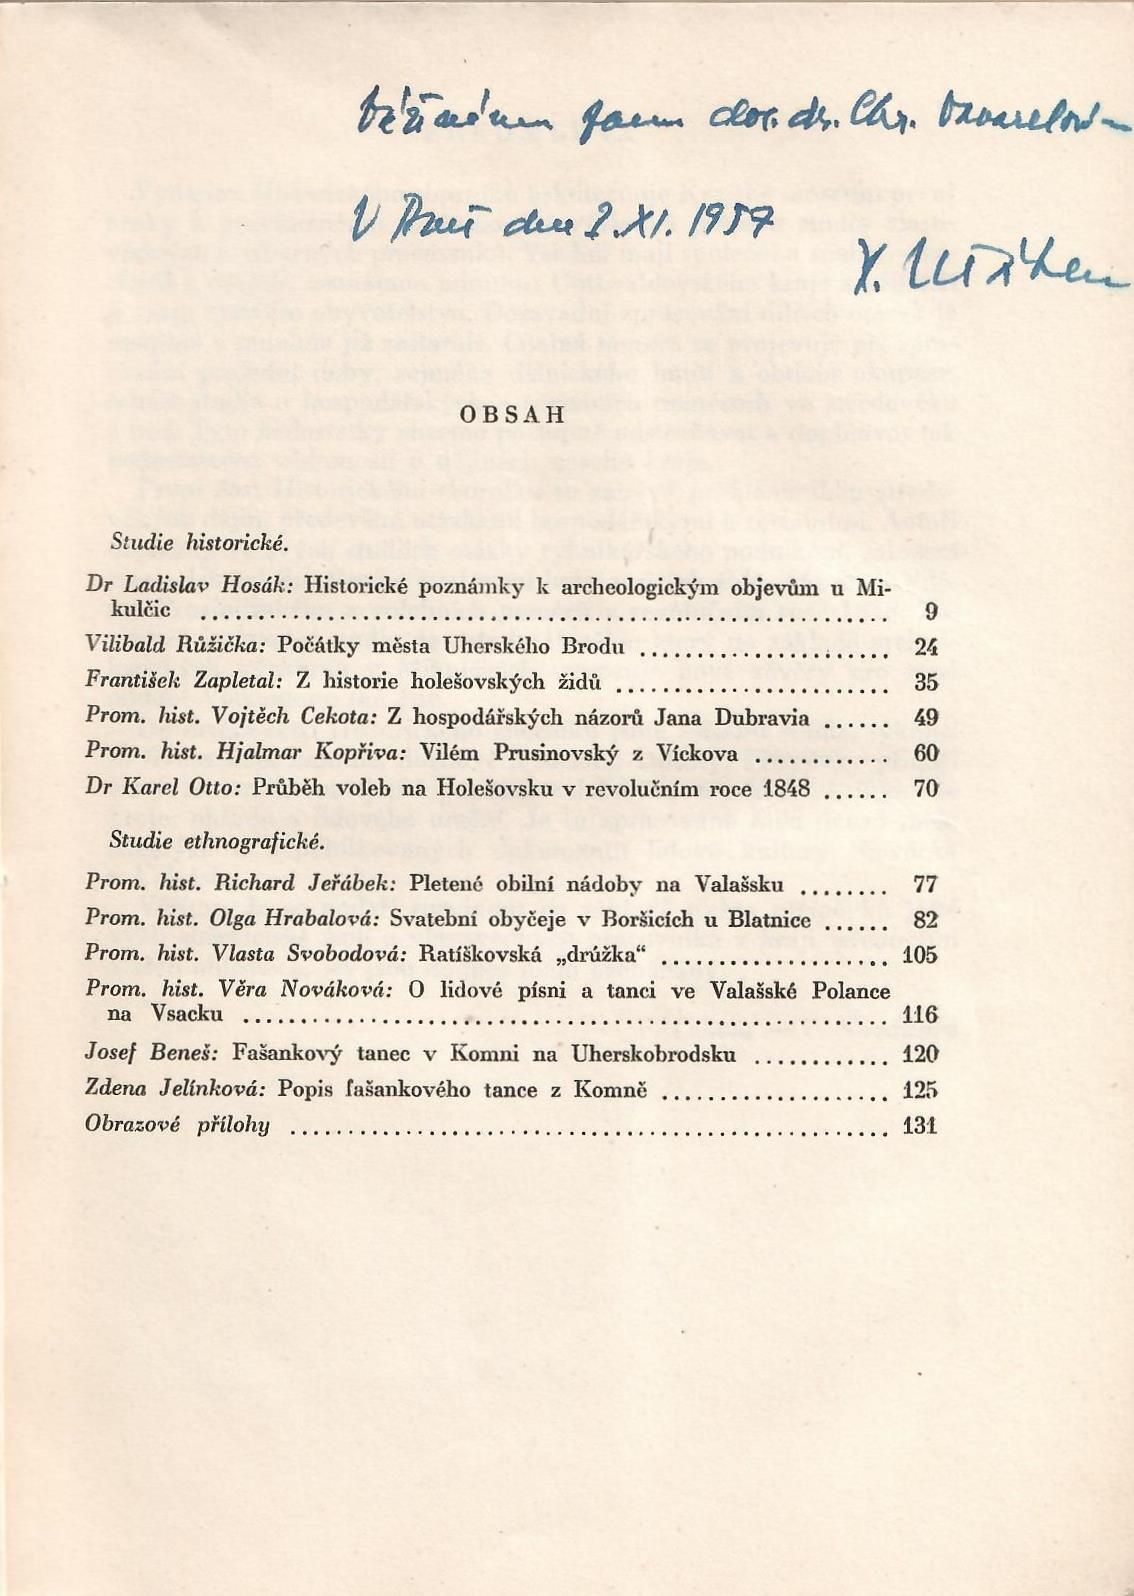 Váženému panu doc. dr. Chr. Vavarelovi
V dne 2. XI. 1957
OBSAH
Studie historické.
Dr Ladislav Hosák: Historické poznámky k archeologickým objevům u Mi-
kulčic ........................................................ 9
Vilibald Růžička: Počátky města Uherského Brodu ...................... 24
František Zapletal: Z historie holešovských židů ........................ 35
Prom. hist. Vojtěch Cekota: Z hospodářských názorů Jana Dubravia ...... 49
Prom. hist. Hjalmar Kopřiva: Vilém Prusinovský z Víckova ............ 60
Dr Karel Otto: Průběh voleb na Holešovsku v revolučním roce 1848 ...... 70
Studie ethnografické.
Prom. hist. Richard Jeřábek: Pletené obilní nádoby na Valašsku ........ 77
Prom. hist. Olga Hrabalová: Svatební obyčeje v Boršicích u Blatnice ...... 82
Prom. hist. Vlasta Svobodová: Ratíškovská „drúžka“ .................... 105
Prom. hist. Věra Nováková: O lidové písni a tanci ve Valašské Polance
na Vsacku ........................................................ 116
Josef Beneš: Fašankový tanec v Komni na Uherskobrodsku ............ 120
Zdena Jelínková: Popis fašankového tance z Komně .................... 125
Obrazové přílohy .................................................... 131